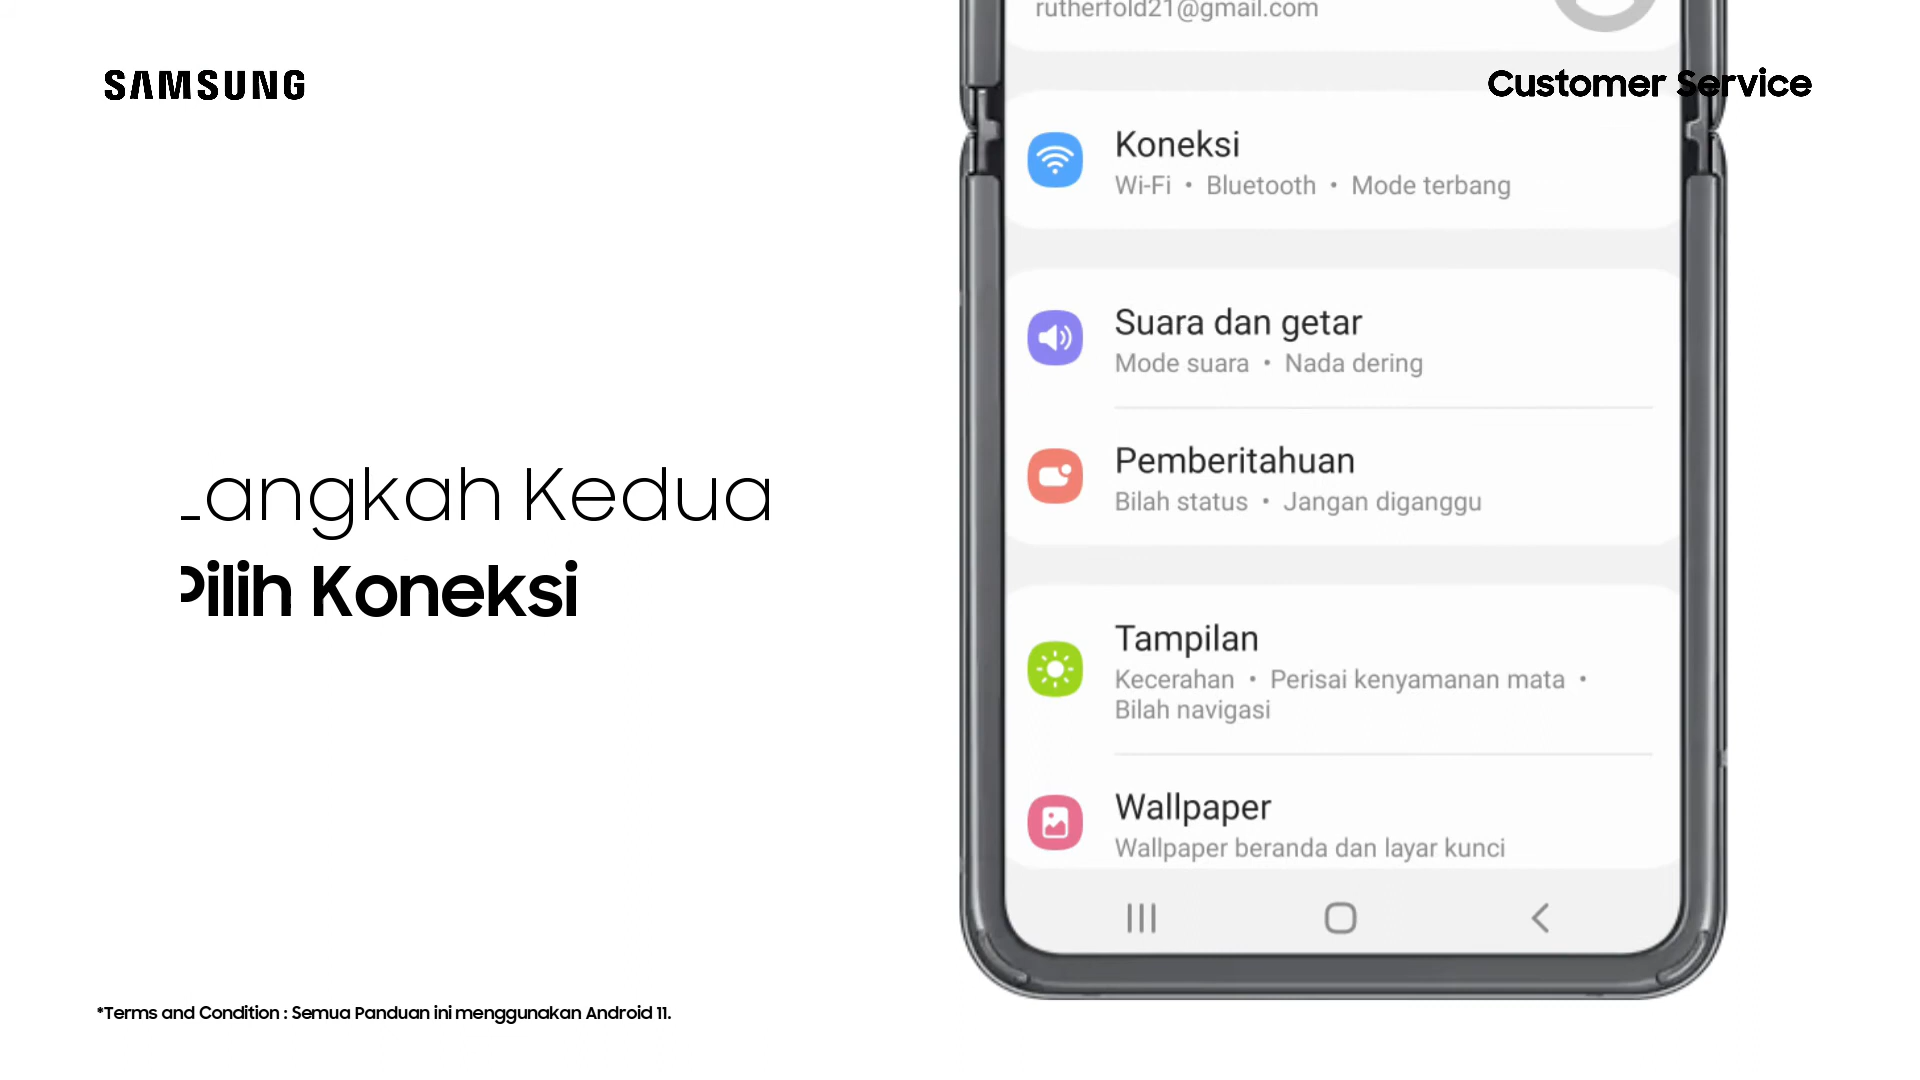 rutherfold21@gmail.com
SAMSUNG
Customer Service
Koneksi
Wi-Fi • Bluetooth • Mode terbang
Suara dan getar
Mode suara • Nada dering
Langkah Kedua
Pilih Koneksi
Pemberitahuan
Bilah status • Jangan diganggu
Tampilan
Kecerahan • Perisai kenyamanan mata •
Bilah navigasi
Wallpaper
Wallpaper beranda dan layar kunci
*Terms and Condition : Semua Panduan ini menggunakan Android 11.